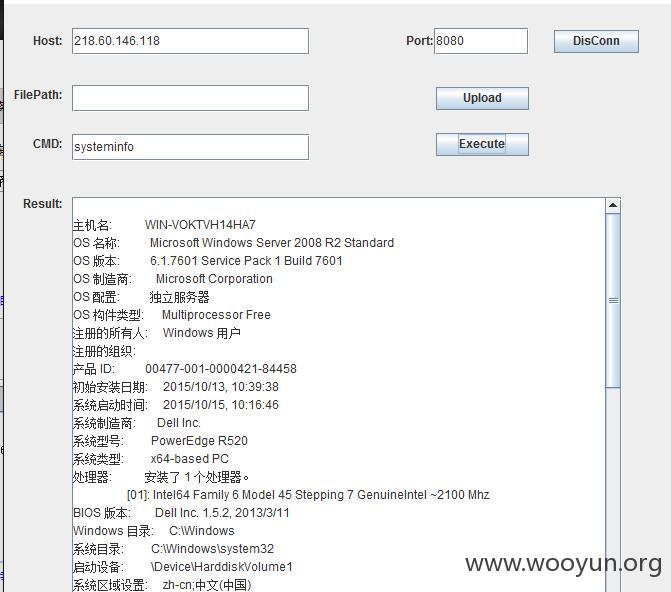 Host: 218.60.146.118 Port: 8080 DisConn
FilePath: Upload
CMD: systeminfo Execute
Result:
主机名: WIN-VOKTVH14HA7
OS 名称: Microsoft Windows Server 2008 R2 Standard
OS 版本: 6.1.7601 Service Pack 1 Build 7601
OS 制造商: Microsoft Corporation
OS 配置: 独立服务器
OS 构件类型: Multiprocessor Free
注册的所有人: Windows 用户
注册的组织:
产品 ID: 00477-001-0000421-84458
初始安装日期: 2015/10/13, 10:39:38
系统启动时间: 2015/10/15, 10:16:46
系统制造商: Dell Inc.
系统型号: PowerEdge R520
系统类型: x64-based PC
处理器: 安装了 1 个处理器。
[01]: Intel64 Family 6 Model 45 Stepping 7 GenuineIntel ~2100 Mhz
BIOS 版本: Dell Inc. 1.5.2, 2013/3/11
Windows 目录: C:\Windows
系统目录: C:\Windows\system32
启动设备: \Device\HarddiskVolume1
系统区域设置: zh-cn;中文(中国)
www.wooyun.org